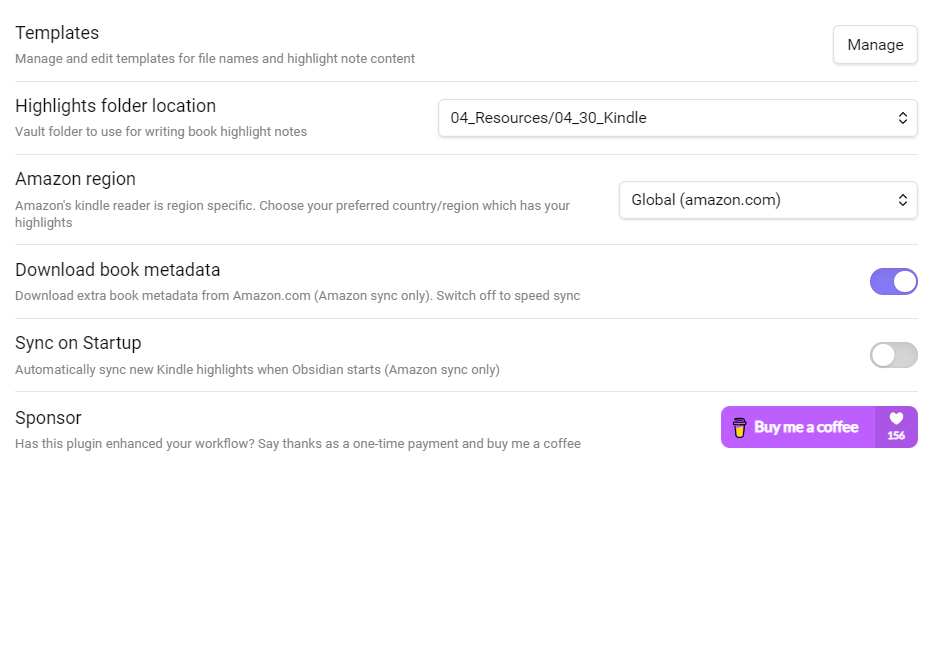 Templates
Manage and edit templates for file names and highlight note content
Manage
Highlights folder location
Vault folder to use for writing book highlight notes
04_Resources/04_30_Kindle
Amazon region
Amazon's kindle reader is region specific. Choose your preferred country/region which has your
highlights
Global (amazon.com)
Download book metadata
Download extra book metadata from Amazon.com (Amazon sync only). Switch off to speed sync
Sync on Startup
Automatically sync new Kindle highlights when Obsidian starts (Amazon sync only)
Sponsor
Has this plugin enhanced your workflow? Say thanks as a one-time payment and buy me a coffee
Buy me a coffee
156